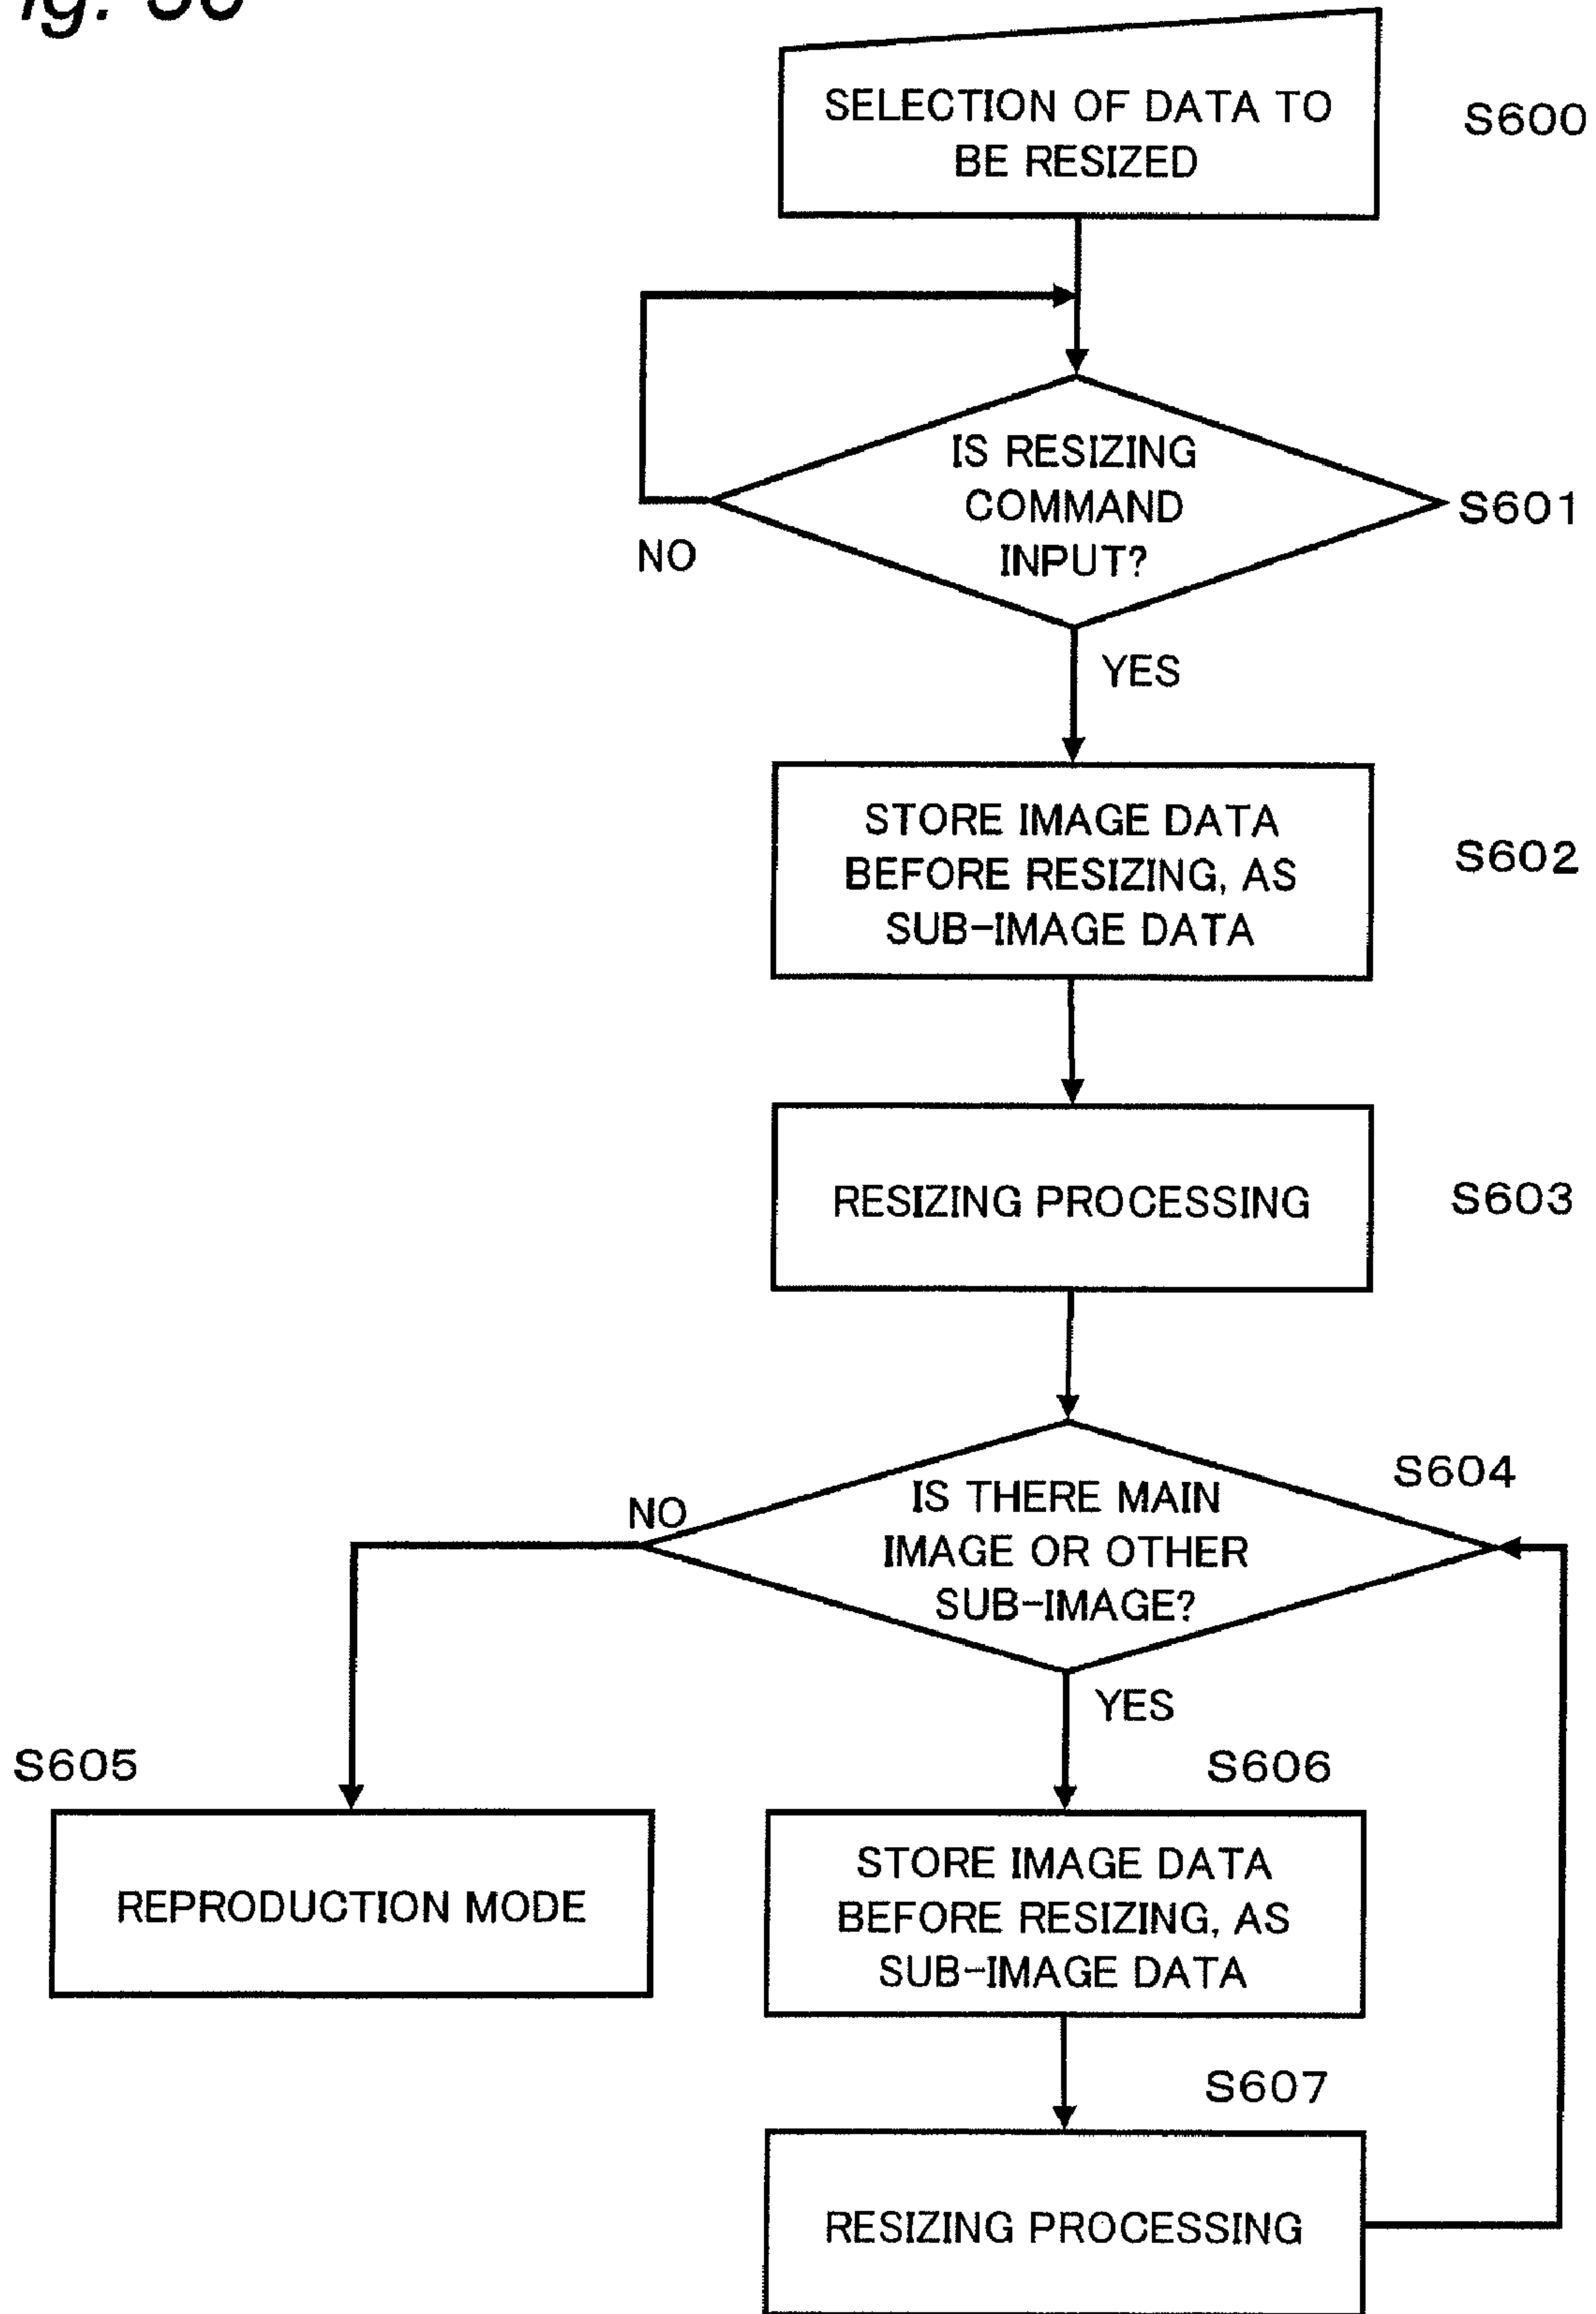 SELECTION OF DATA TO
BE RESIZED
S600
IS RESIZING
COMMAND
INPUT?
S601
NO
YES
STORE IMAGE DATA
BEFORE RESIZING, AS
SUB-IMAGE DATA
S602
RESIZING PROCESSING
S603
S604
IS THERE MAIN
IMAGE OR OTHER
SUB-IMAGE?
NO
YES
S605
REPRODUCTION MODE
S606
STORE IMAGE DATA
BEFORE RESIZING, AS
SUB-IMAGE DATA
S607
RESIZING PROCESSING